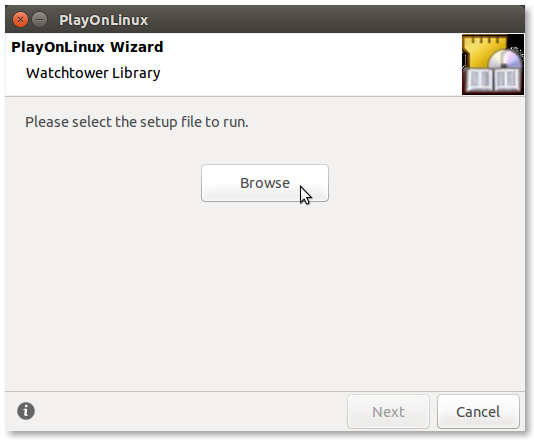 PlayOnLinux
PlayOnLinux Wizard
Watchtower Library
Please select the setup file to run.
Browse
Next
Cancel